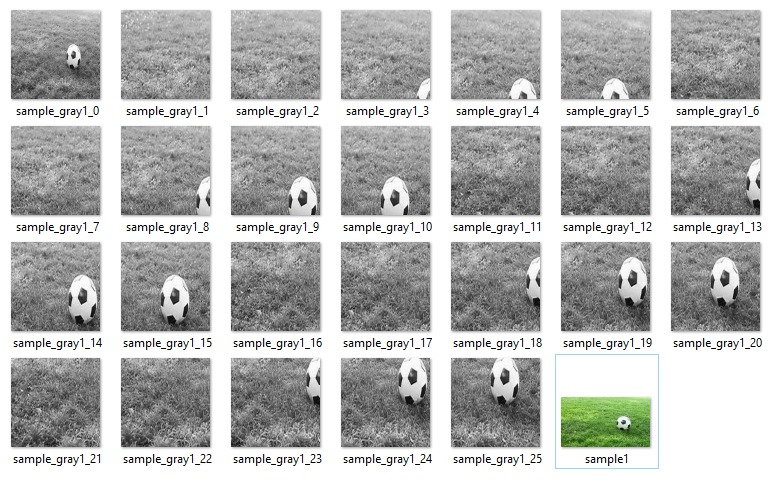 sample_gray1_0 sample_gray1_1 sample_gray1_2 sample_gray1_3 sample_gray1_4 sample_gray1_5 sample_gray1_6
sample_gray1_7 sample_gray1_8 sample_gray1_9 sample_gray1_10 sample_gray1_11 sample_gray1_12 sample_gray1_13
sample_gray1_14 sample_gray1_15 sample_gray1_16 sample_gray1_17 sample_gray1_18 sample_gray1_19 sample_gray1_20
sample_gray1_21 sample_gray1_22 sample_gray1_23 sample_gray1_24 sample_gray1_25 sample1